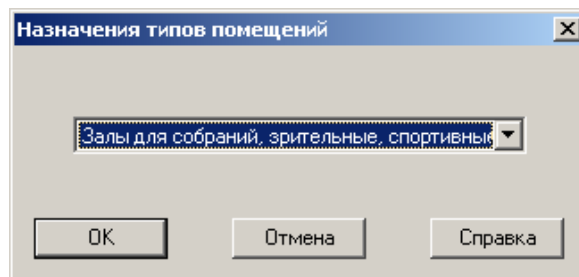 Назначения типов помещений
Залы для собраний, зрительные, спортивные
OK
Отмена
Справка